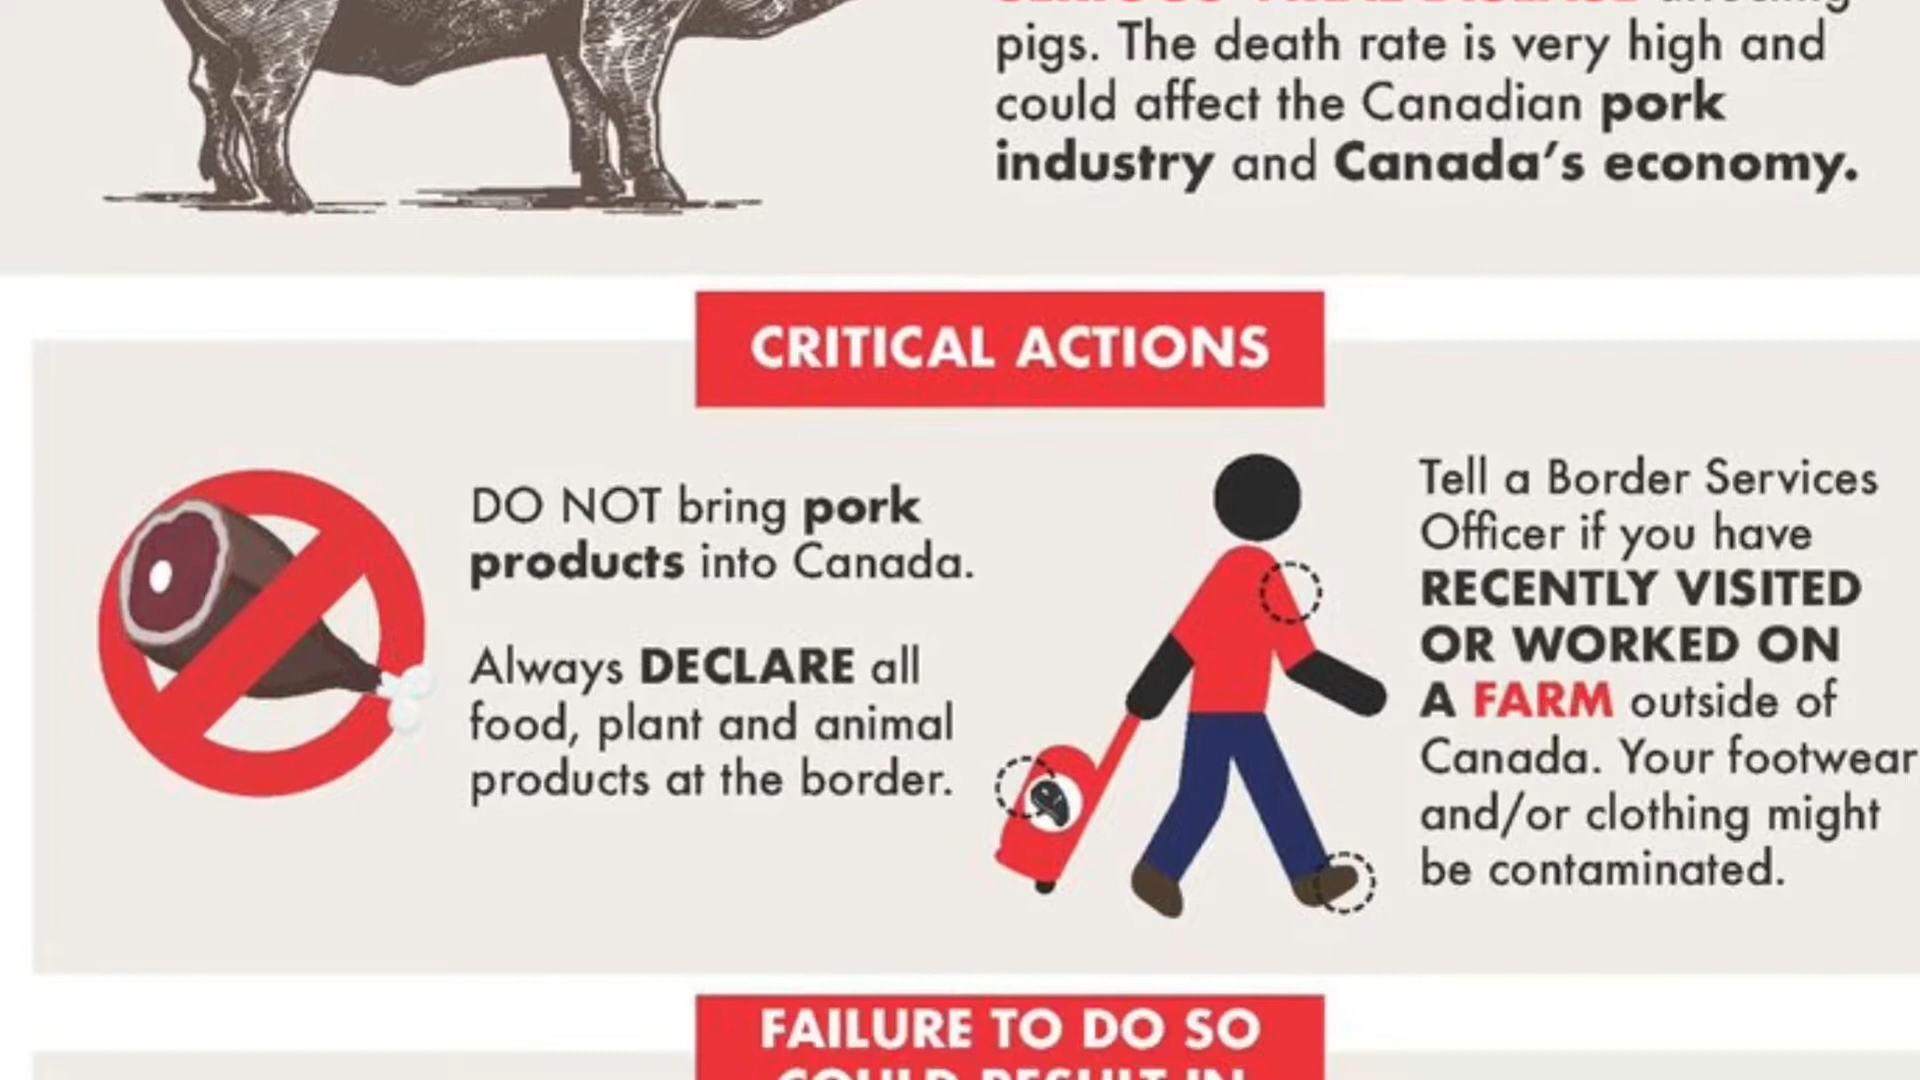 pigs. The death rate is very high and
could affect the Canadian pork
industry and Canada's economy.
CRITICAL ACTIONS
DO NOT bring pork
products into Canada.
Always DECLARE all
food, plant and animal
products at the border.
Tell a Border Services
Officer if you have
RECENTLY VISITED
OR WORKED ON
A FARM outside of
Canada. Your footwear
and/or clothing might
be contaminated.
FAILURE TO DO SO
COULD RESULT IN